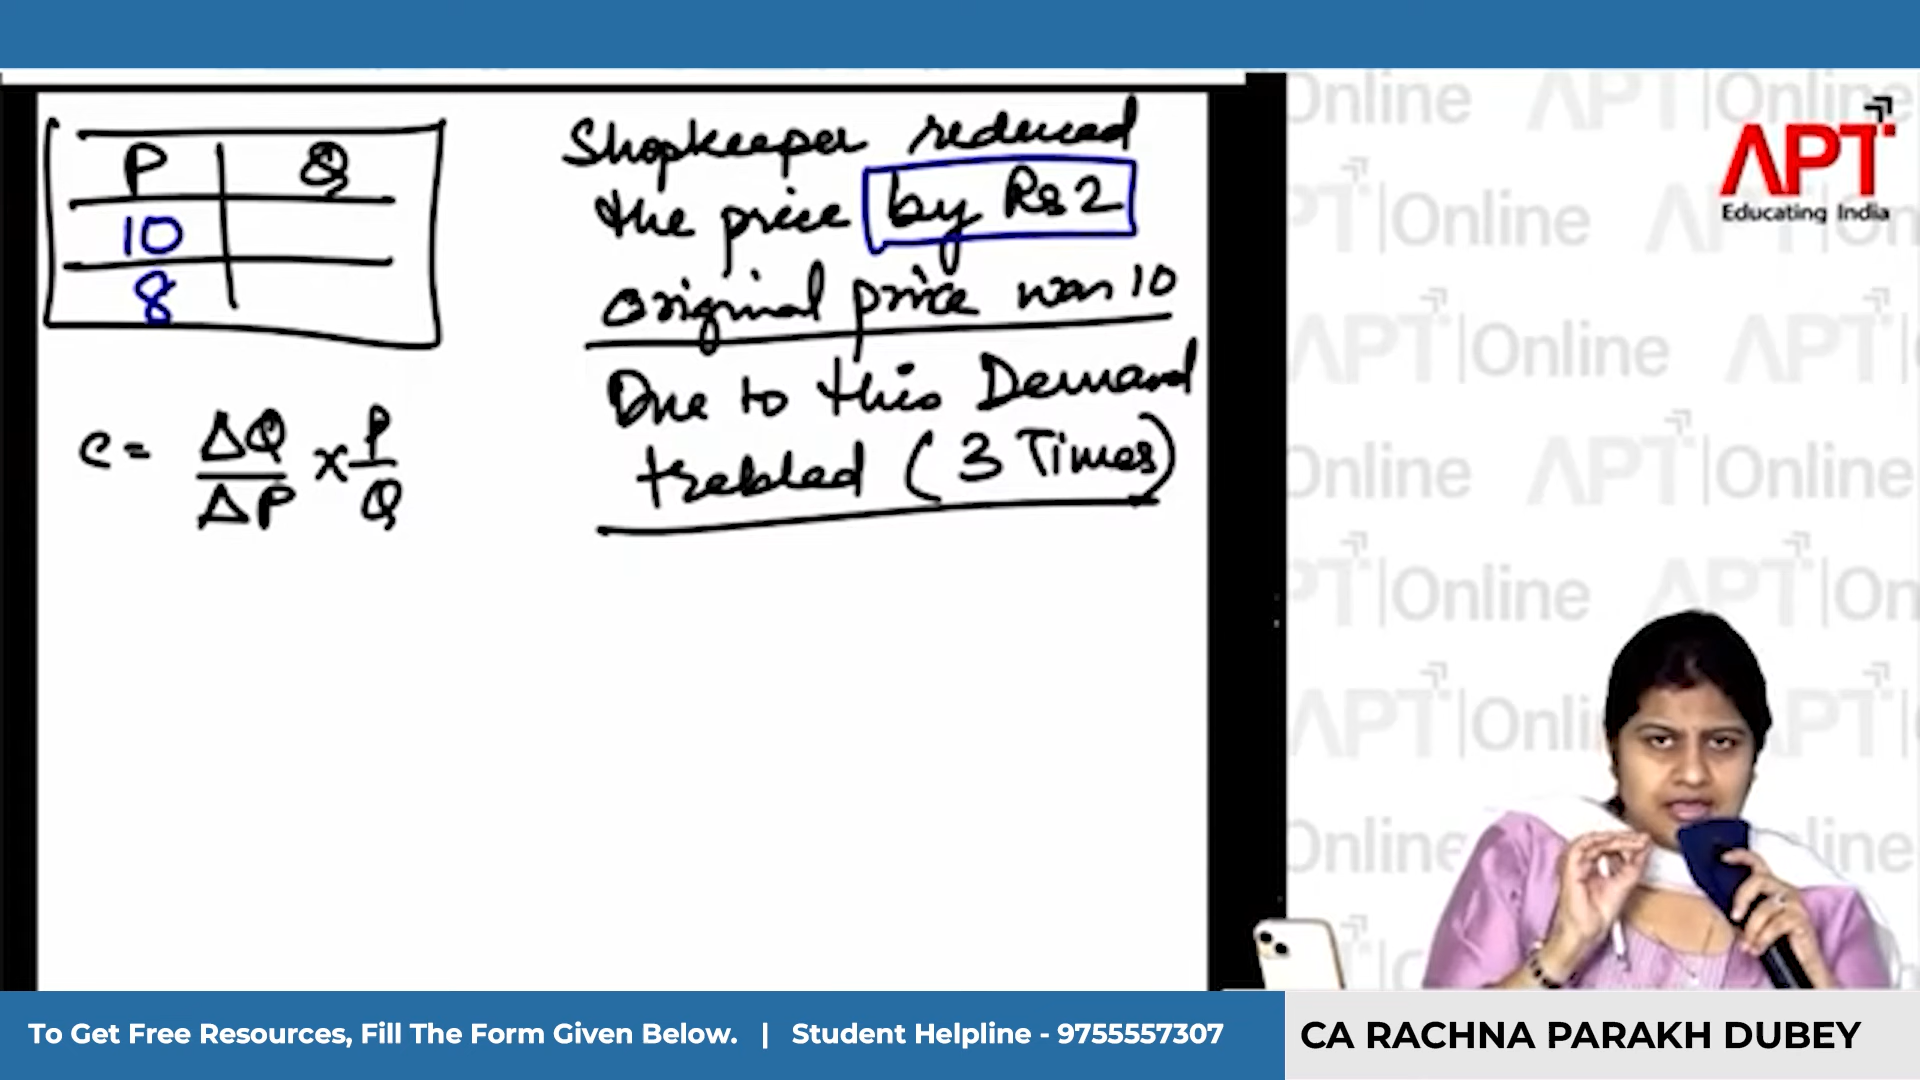 P Q
10
8
e = ΔQ/ΔP × P/Q
Shopkeeper reduced
the price by Rs 2
original price was 10
Due to this Demand
trebled (3 Times)
APT
Educating India
APT|Online
To Get Free Resources, Fill The Form Given Below. | Student Helpline - 9755557307
CA RACHNA PARAKH DUBEY